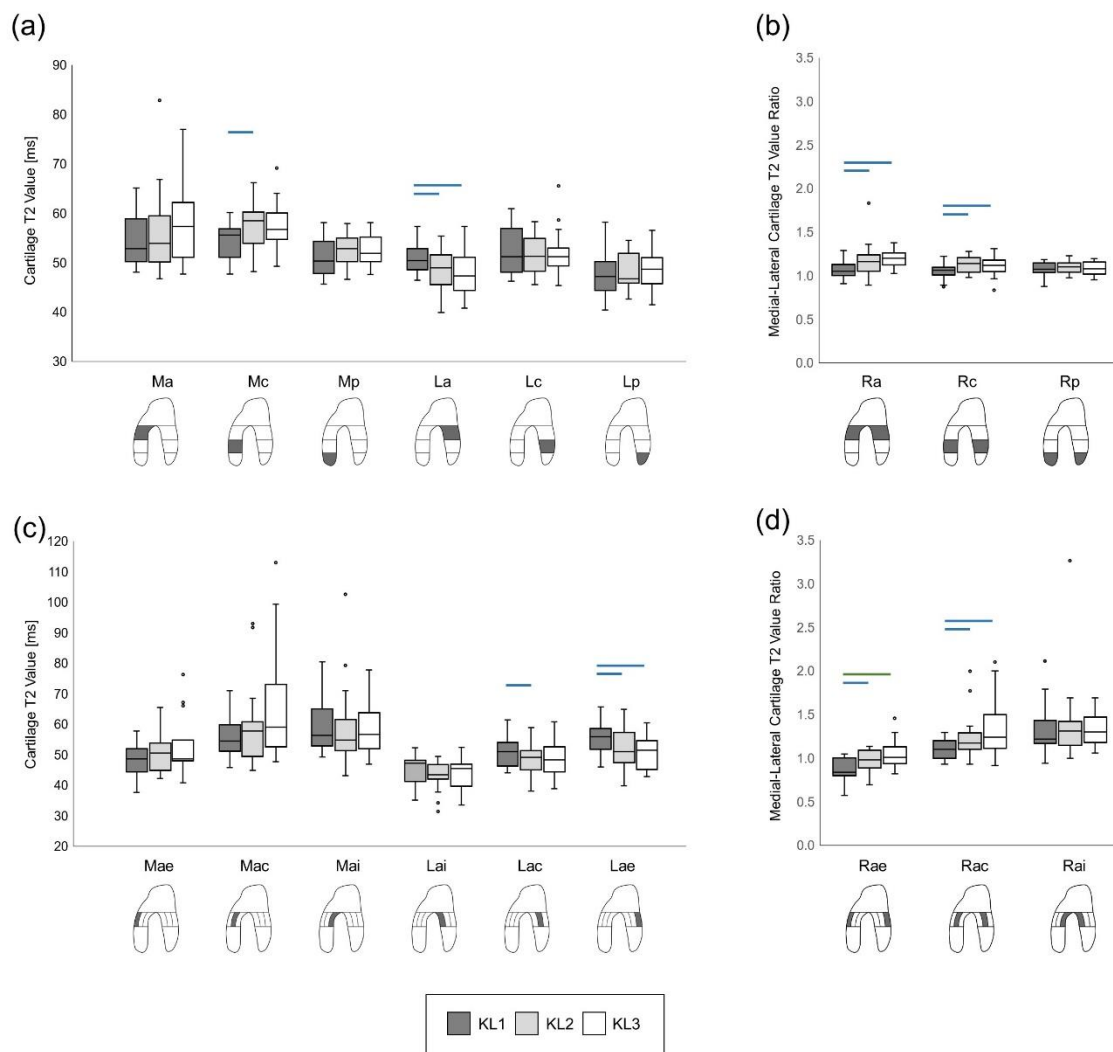 (a)
Cartilage T2 Value [ms]
90
80
70
60
50
40
30
Ma Mc Mp La Lc Lp
(b)
Medial-Lateral Cartilage T2 Value Ratio
3.5
3.0
2.5
2.0
1.5
1.0
0.5
0.0
Ra Rc Rp
(c)
Cartilage T2 Value [ms]
120
110
100
90
80
70
60
50
40
30
20
Mae Mac Mai Lai Lac Lae
(d)
Medial-Lateral Cartilage T2 Value Ratio
3.5
3.0
2.5
2.0
1.5
1.0
0.5
0.0
Rae Rac Rai
KL1 KL2 KL3